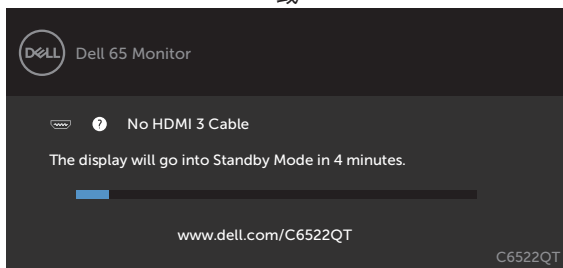 DELL Dell 65 Monitor
? No HDMI 3 Cable
The display will go into Standby Mode in 4 minutes.
www.dell.com/C6522QT
C6522QT